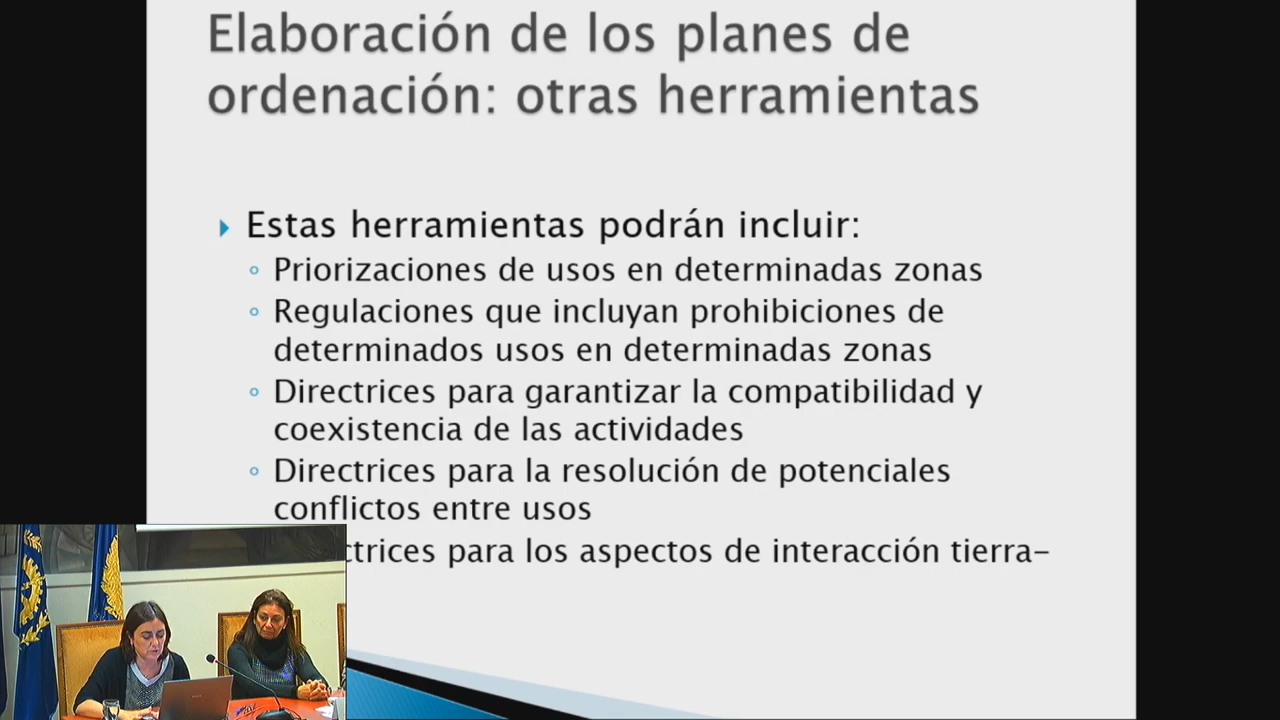 Elaboración de los planes de
ordenación: otras herramientas
Estas herramientas podrán incluir:
Priorizaciones de usos en determinadas zonas
Regulaciones que incluyan prohibiciones de
determinados usos en determinadas zonas
Directrices para garantizar la compatibilidad y
coexistencia de las actividades
Directrices para la resolución de potenciales
conflictos entre usos
para los aspectos de interacción tierra-